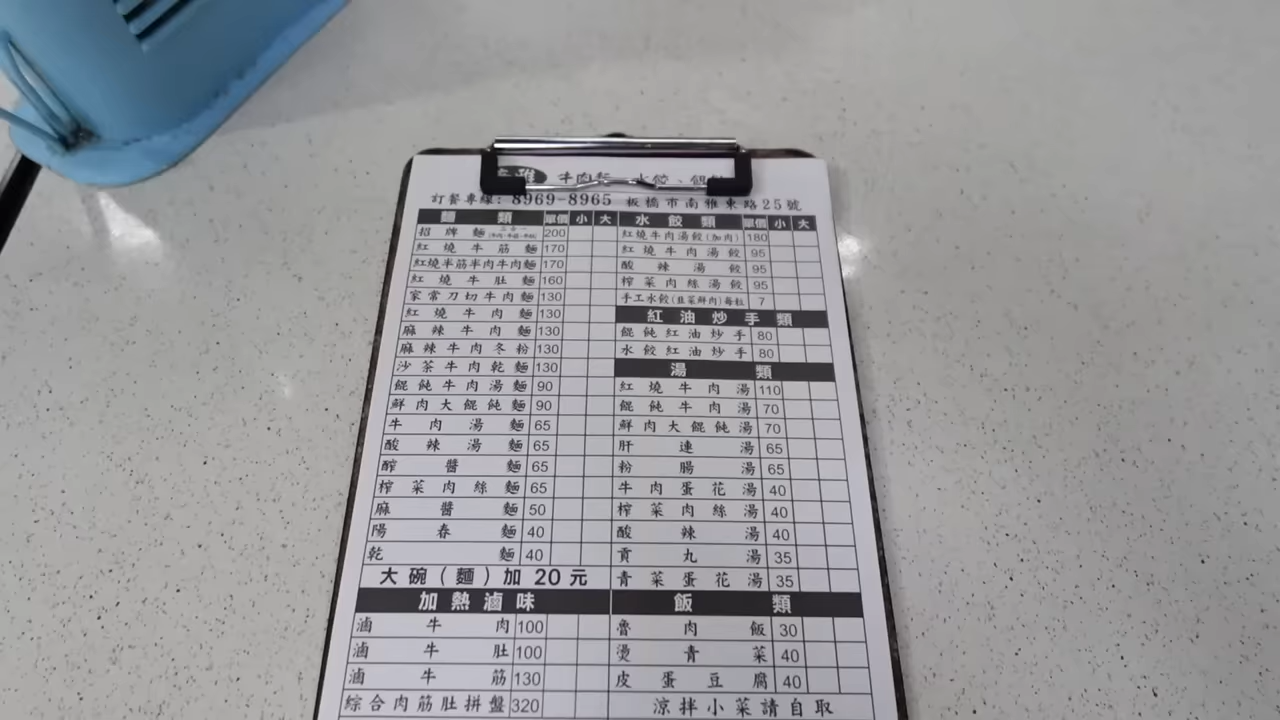 雅 牛肉麵、水餃、餛飩
訂餐專線: 8969-8965 板橋市南雅東路25號
麵類 單價 小 大
招牌麵 三合一 200
紅燒牛筋麵 170
紅燒半筋半肉牛肉麵 170
紅燒牛肚麵 160
家常刀切牛肉麵 130
紅燒牛肉麵 130
麻辣牛肉麵 130
麻辣牛肉冬粉 130
沙茶牛肉乾麵 130
餛飩牛肉湯麵 90
鮮肉大餛飩麵 90
牛肉湯麵 65
酸辣湯麵 65
醡醬麵 65
榨菜肉絲麵 65
麻醬麵 50
陽春麵 40
乾麵 40
大碗(麵)加20元
加熱滷味
滷牛肉 100
滷牛肚 100
滷牛筋 130
綜合肉筋肚拼盤 320
水餃類 單價 小 大
紅燒牛肉湯餃(加肉) 180
紅燒牛肉湯餃 95
酸辣湯餃 95
榨菜肉絲湯餃 95
手工水餃(韭菜鮮肉)每粒 7
紅油炒手類
餛飩紅油炒手 80
水餃紅油炒手 80
湯類
紅燒牛肉湯 110
餛飩牛肉湯 70
鮮肉大餛飩湯 70
肝連湯 65
粉腸湯 65
牛肉蛋花湯 40
榨菜肉絲湯 40
酸辣湯 40
貢丸湯 35
青菜蛋花湯 35
飯類
魯肉飯 30
燙青菜 40
皮蛋豆腐 40
涼拌小菜請自取